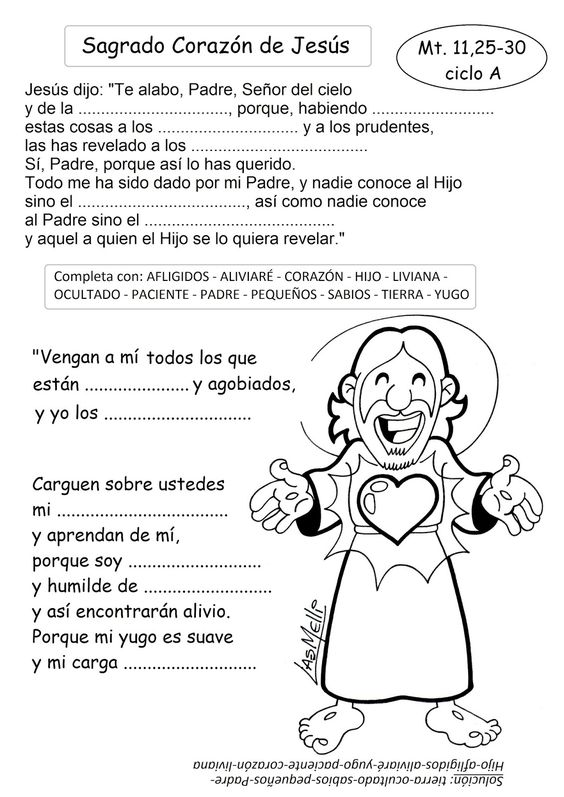 Sagrado Corazón de Jesús
Mt. 11,25-30
ciclo A
Jesús dijo: "Te alabo, Padre, Señor del cielo
y de la .................................., porque, habiendo ...........................
estas cosas a los ............................... y a los prudentes,
las has revelado a los .......................................
Sí, Padre, porque así lo has querido.
Todo me ha sido dado por mi Padre, y nadie conoce al Hijo
sino el ....................................., así como nadie conoce
al Padre sino el ..........................................
y aquel a quien el Hijo se lo quiera revelar."
Completa con: AFLIGIDOS - ALIVIARÉ - CORAZÓN - HIJO - LIVIANA -
OCULTADO - PACIENTE - PADRE - PEQUEÑOS - SABIOS - TIERRA - YUGO
"Vengan a mí todos los que
están ..................... y agobiados,
y yo los ..............................
Carguen sobre ustedes
mi ...................................
y aprendan de mí,
porque soy ...........................
y humilde de ..........................
y así encontrarán alivio.
Porque mi yugo es suave
y mi carga ...........................
LasMelli
Solución: tierra-ocultado-sabios-pequeños-Padre-
Hijo-afligidos-aliviaré-yugo-paciente-corazón-liviana